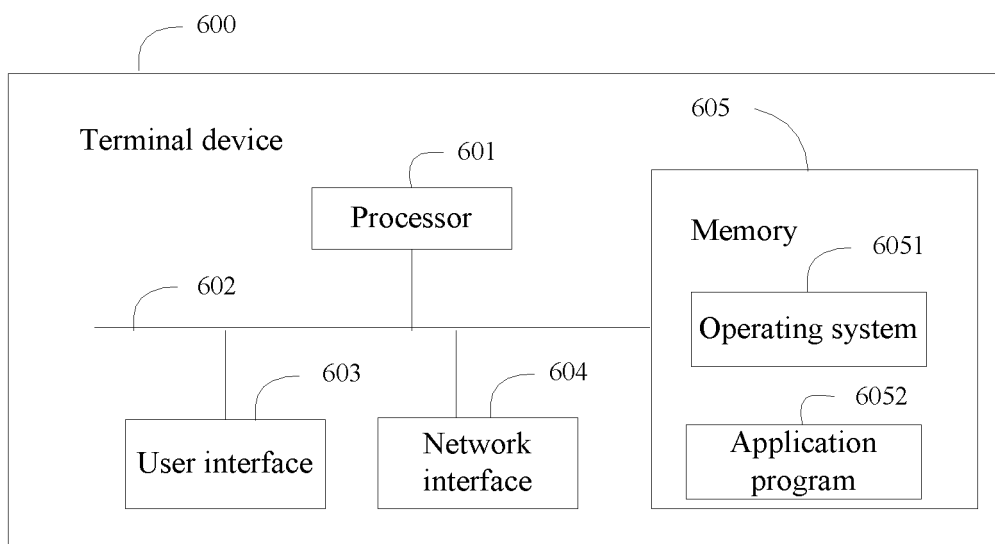 600
Terminal device
605
601
Processor
Memory
6051
602
Operating system
603
604
6052
User interface
Network
interface
Application
program